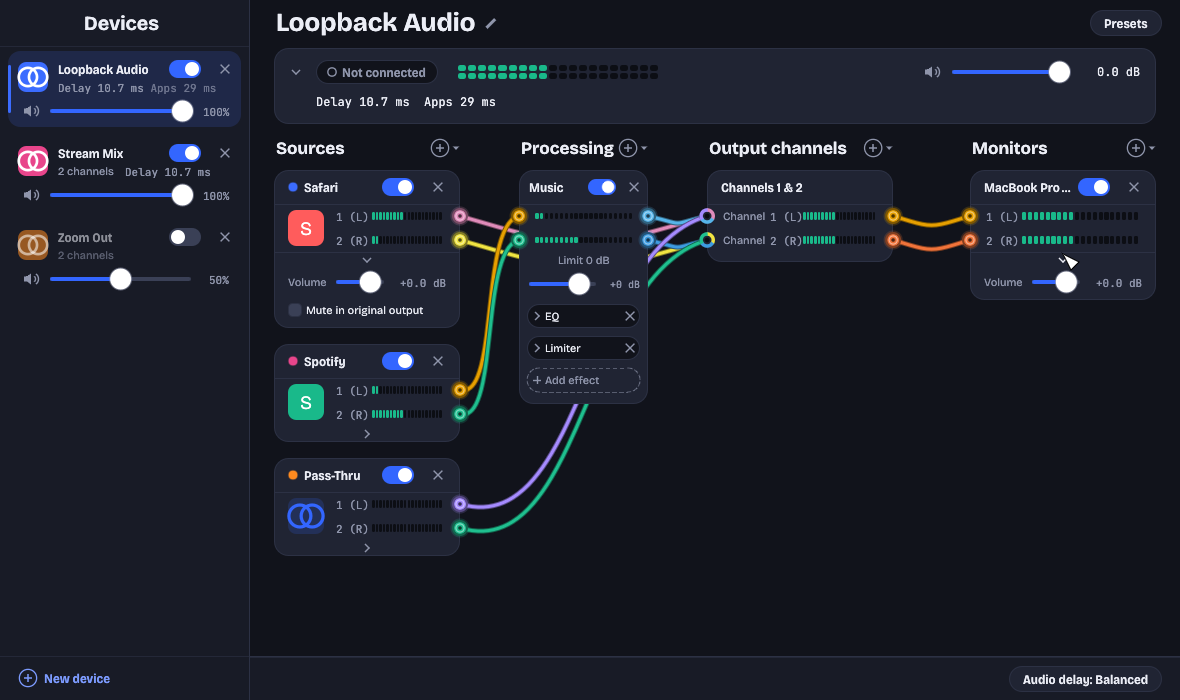 Devices
Loopback Audio
Delay 10.7 ms Apps 29 ms
100%
Stream Mix
2 channels Delay 10.7 ms
100%
Zoom Out
2 channels
50%
New device
Loopback Audio
Presets
Not connected
0.0 dB
Delay 10.7 ms Apps 29 ms
Sources
Safari
S
1 (L)
2 (R)
Volume +0.0 dB
Mute in original output
Spotify
S
1 (L)
2 (R)
Pass-Thru
1 (L)
2 (R)
Processing
Music
Limit 0 dB
+0 dB
EQ
Limiter
+ Add effect
Output channels
Channels 1 & 2
Channel 1 (L)
Channel 2 (R)
Monitors
MacBook Pro ...
1 (L)
2 (R)
Volume +0.0 dB
Audio delay: Balanced